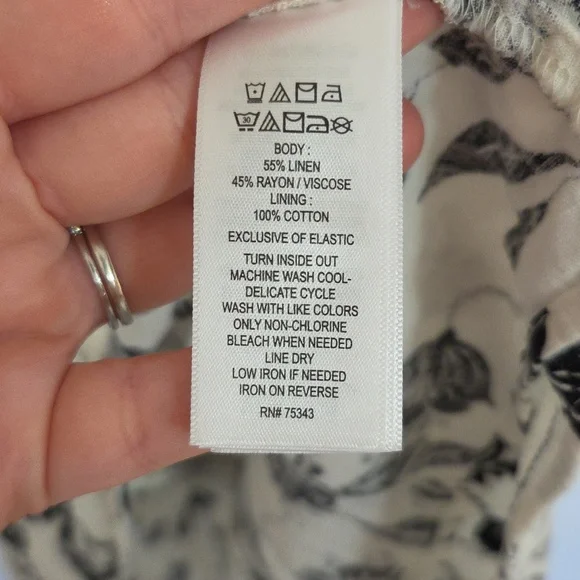 30
BODY :
55% LINEN
45% RAYON / VISCOSE
LINING :
100% COTTON
EXCLUSIVE OF ELASTIC
TURN INSIDE OUT
MACHINE WASH COOL-
DELICATE CYCLE
WASH WITH LIKE COLORS
ONLY NON-CHLORINE
BLEACH WHEN NEEDED
LINE DRY
LOW IRON IF NEEDED
IRON ON REVERSE
RN# 75343